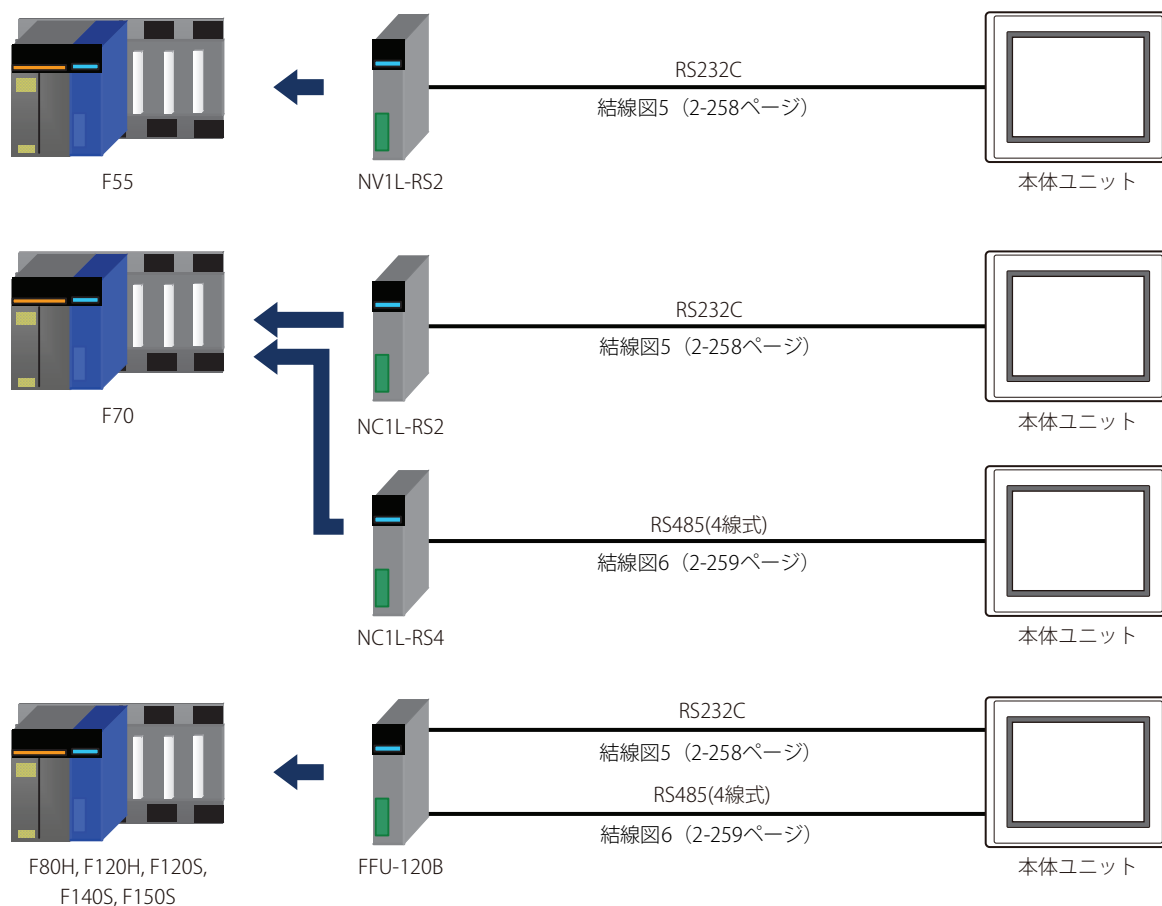 RS232C
結線図5（2-258ページ）
F55
NV1L-RS2
本体ユニット
RS232C
結線図5（2-258ページ）
F70
NC1L-RS2
本体ユニット
RS485(4線式)
結線図6（2-259ページ）
NC1L-RS4
本体ユニット
RS232C
結線図5（2-258ページ）
RS485(4線式)
結線図6（2-259ページ）
F80H, F120H, F120S,
F140S, F150S
FFU-120B
本体ユニット